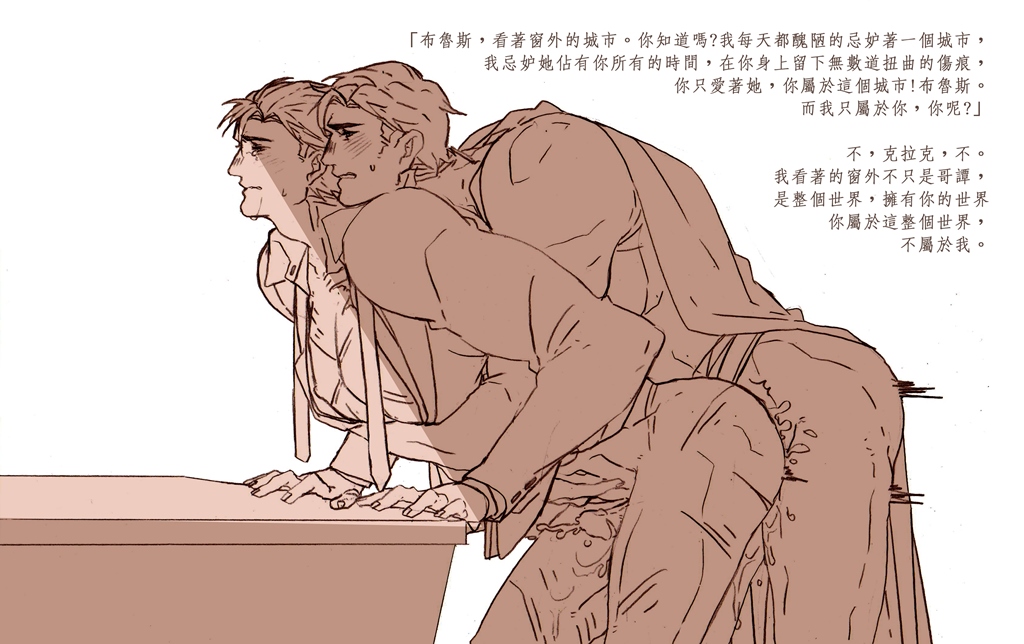 「布魯斯，看著窗外的城市。你知道嗎?我每天都醜陋的忌妒著一個城市，
我忌妒她佔有你所有的時間，在你身上留下無數道扭曲的傷痕，
你只愛著她，你屬於這個城市!布魯斯。
而我只屬於你，你呢?」
不，克拉克，不。
我看著的窗外不只是哥譚，
是整個世界，擁有你的世界
你屬於這整個世界，
不屬於我。